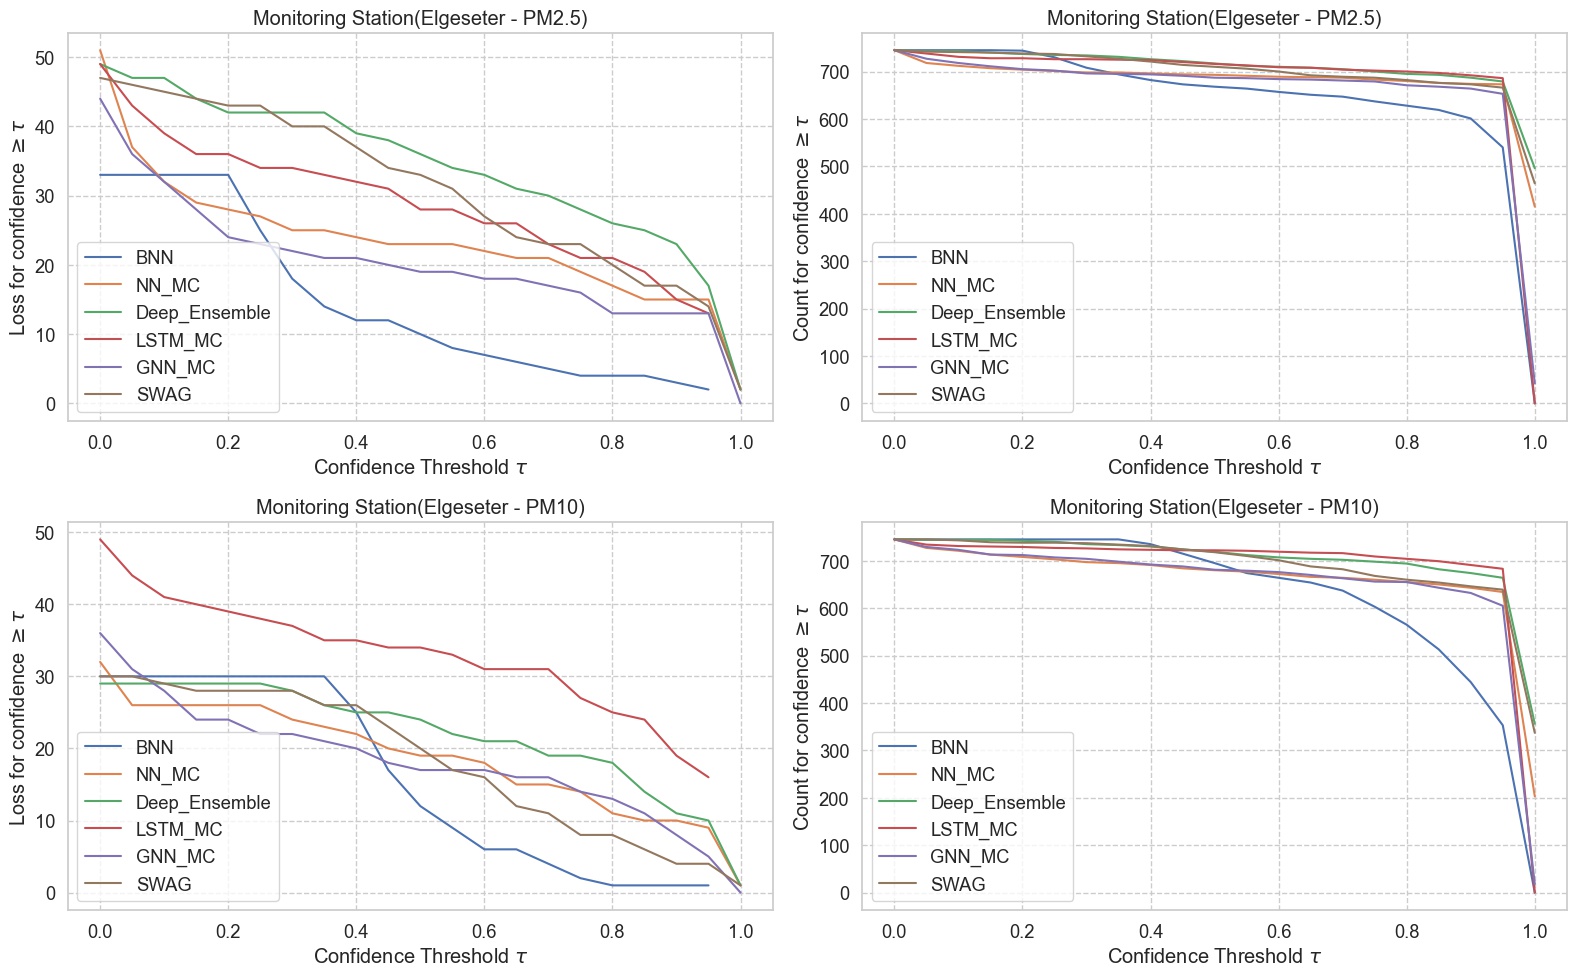 Monitoring Station(Elgeseter - PM2.5)
Loss for confidence ≥ τ
50
40
30
20
10
0
BNN
NN_MC
Deep_Ensemble
LSTM_MC
GNN_MC
SWAG
0.0 0.2 0.4 0.6 0.8 1.0
Confidence Threshold τ
Monitoring Station(Elgeseter - PM2.5)
Count for confidence ≥ τ
700
600
500
400
300
200
100
0
BNN
NN_MC
Deep_Ensemble
LSTM_MC
GNN_MC
SWAG
0.0 0.2 0.4 0.6 0.8 1.0
Confidence Threshold τ
Monitoring Station(Elgeseter - PM10)
Loss for confidence ≥ τ
50
40
30
20
10
0
BNN
NN_MC
Deep_Ensemble
LSTM_MC
GNN_MC
SWAG
0.0 0.2 0.4 0.6 0.8 1.0
Confidence Threshold τ
Monitoring Station(Elgeseter - PM10)
Count for confidence ≥ τ
700
600
500
400
300
200
100
0
BNN
NN_MC
Deep_Ensemble
LSTM_MC
GNN_MC
SWAG
0.0 0.2 0.4 0.6 0.8 1.0
Confidence Threshold τ